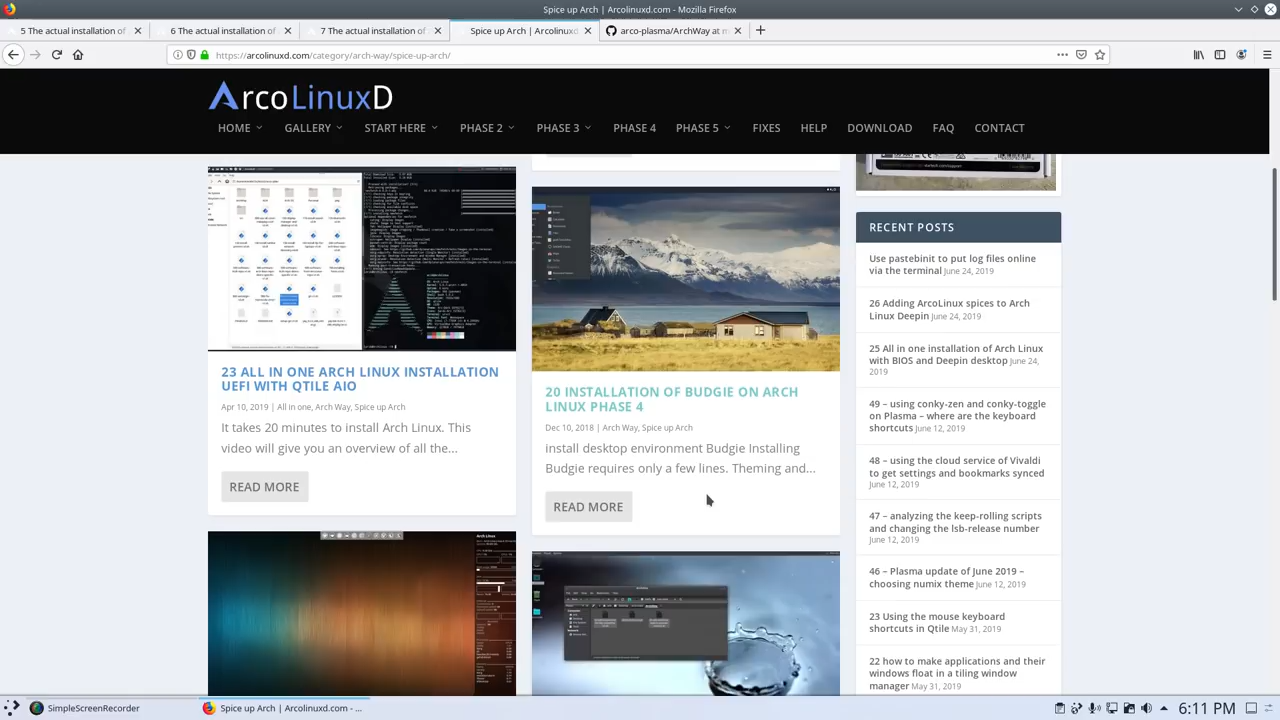 Spice up Arch | Arcolinuxd.com - Mozilla Firefox
5 The actual installation of
6 The actual installation of
7 The actual installation of
Spice up Arch | Arcolinuxd.c
arco-plasma/ArchWay at m
https://arcolinuxd.com/category/arch-way/spice-up-arch/
ArcoLinuxD
HOME
GALLERY
START HERE
PHASE 2
PHASE 3
PHASE 4
PHASE 5
FIXES
HELP
DOWNLOAD
FAQ
CONTACT
23 ALL IN ONE ARCH LINUX INSTALLATION
UEFI WITH QTILE AIO
Apr 10, 2019 | All in one, Arch Way, Spice up Arch
It takes 20 minutes to install Arch Linux. This
video will give you an overview of all the...
READ MORE
20 INSTALLATION OF BUDGIE ON ARCH
LINUX PHASE 4
Dec 10, 2018 | Arch Way, Spice up Arch
install desktop environment Budgie Installing
Budgie requires only a few lines. Theming and...
READ MORE
Arch Linux
RECENT POSTS
to put log files online
the terminal June 25, 2019
26 Adding ArcoLinux spices to Arch
Deepin June 24, 2019
25 All in one installation of Arch Linux
with BIOS and Deepin desktop June 24,
2019
49 – using conky-zen and conky-toggle
on Plasma – where are the keyboard
shortcuts June 12, 2019
48 – using the cloud service of Vivaldi
to get settings and bookmarks synced
June 12, 2019
47 – analyzing the keep-rolling scripts
and changing the lsb-release number
June 12, 2019
46 – Plasma update of June 2019 –
choosing numix theme June 12, 2019
23 Using the mouse keyboard
shortcuts in Qtile May 31, 2019
22 how to kill an application and the
windows in a tiling window
manager May 31, 2019
SimpleScreenRecorder
Spice up Arch | Arcolinuxd.com - ...
6:11 PM